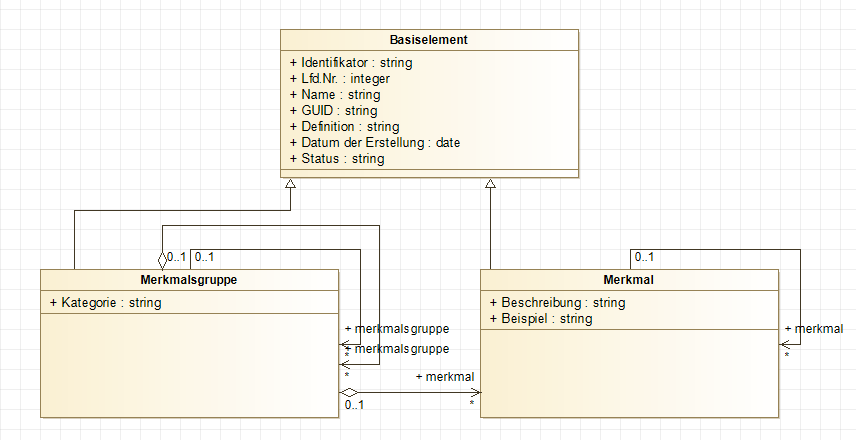 Basiselement
+ Identifikator : string
+ Lfd.Nr. : integer
+ Name : string
+ GUID : string
+ Definition : string
+ Datum der Erstellung : date
+ Status : string
0..1
0..1
0..1
Merkmalsgruppe
+ Kategorie : string
Merkmal
+ Beschreibung : string
+ Beispiel : string
+ merkmalsgruppe
*
+ merkmalsgruppe
*
+ merkmal
*
+ merkmal
0..1
*